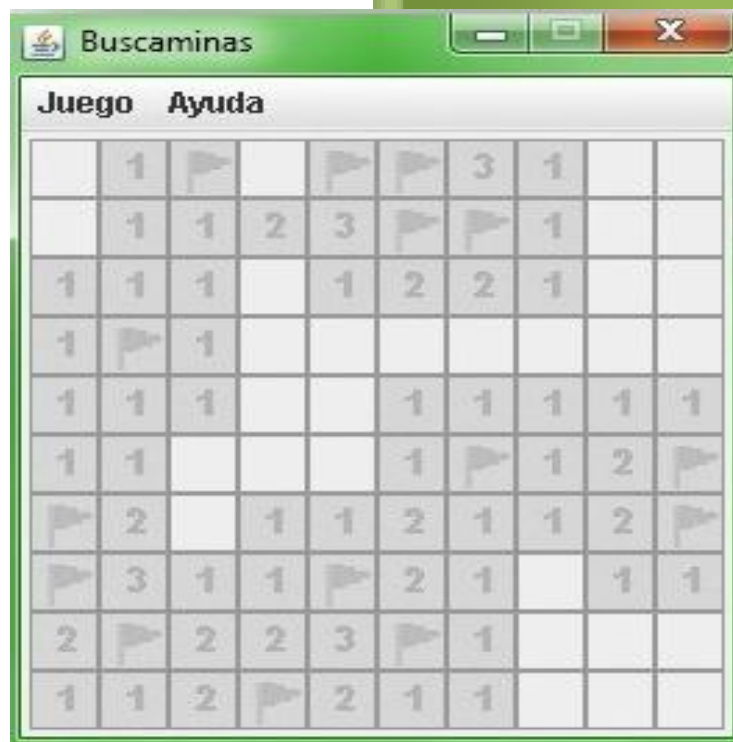 Buscaminas
Juego Ayuda
1 3 1
1 1 2 3 1
1 1 1 1 2 2 1
1 1
1 1 1 1 1 1 1 1
1 1 1 1 2
2 1 1 2 1 1 2
3 1 1 2 1 1 1
2 2 2 3 1
1 1 2 2 1 1